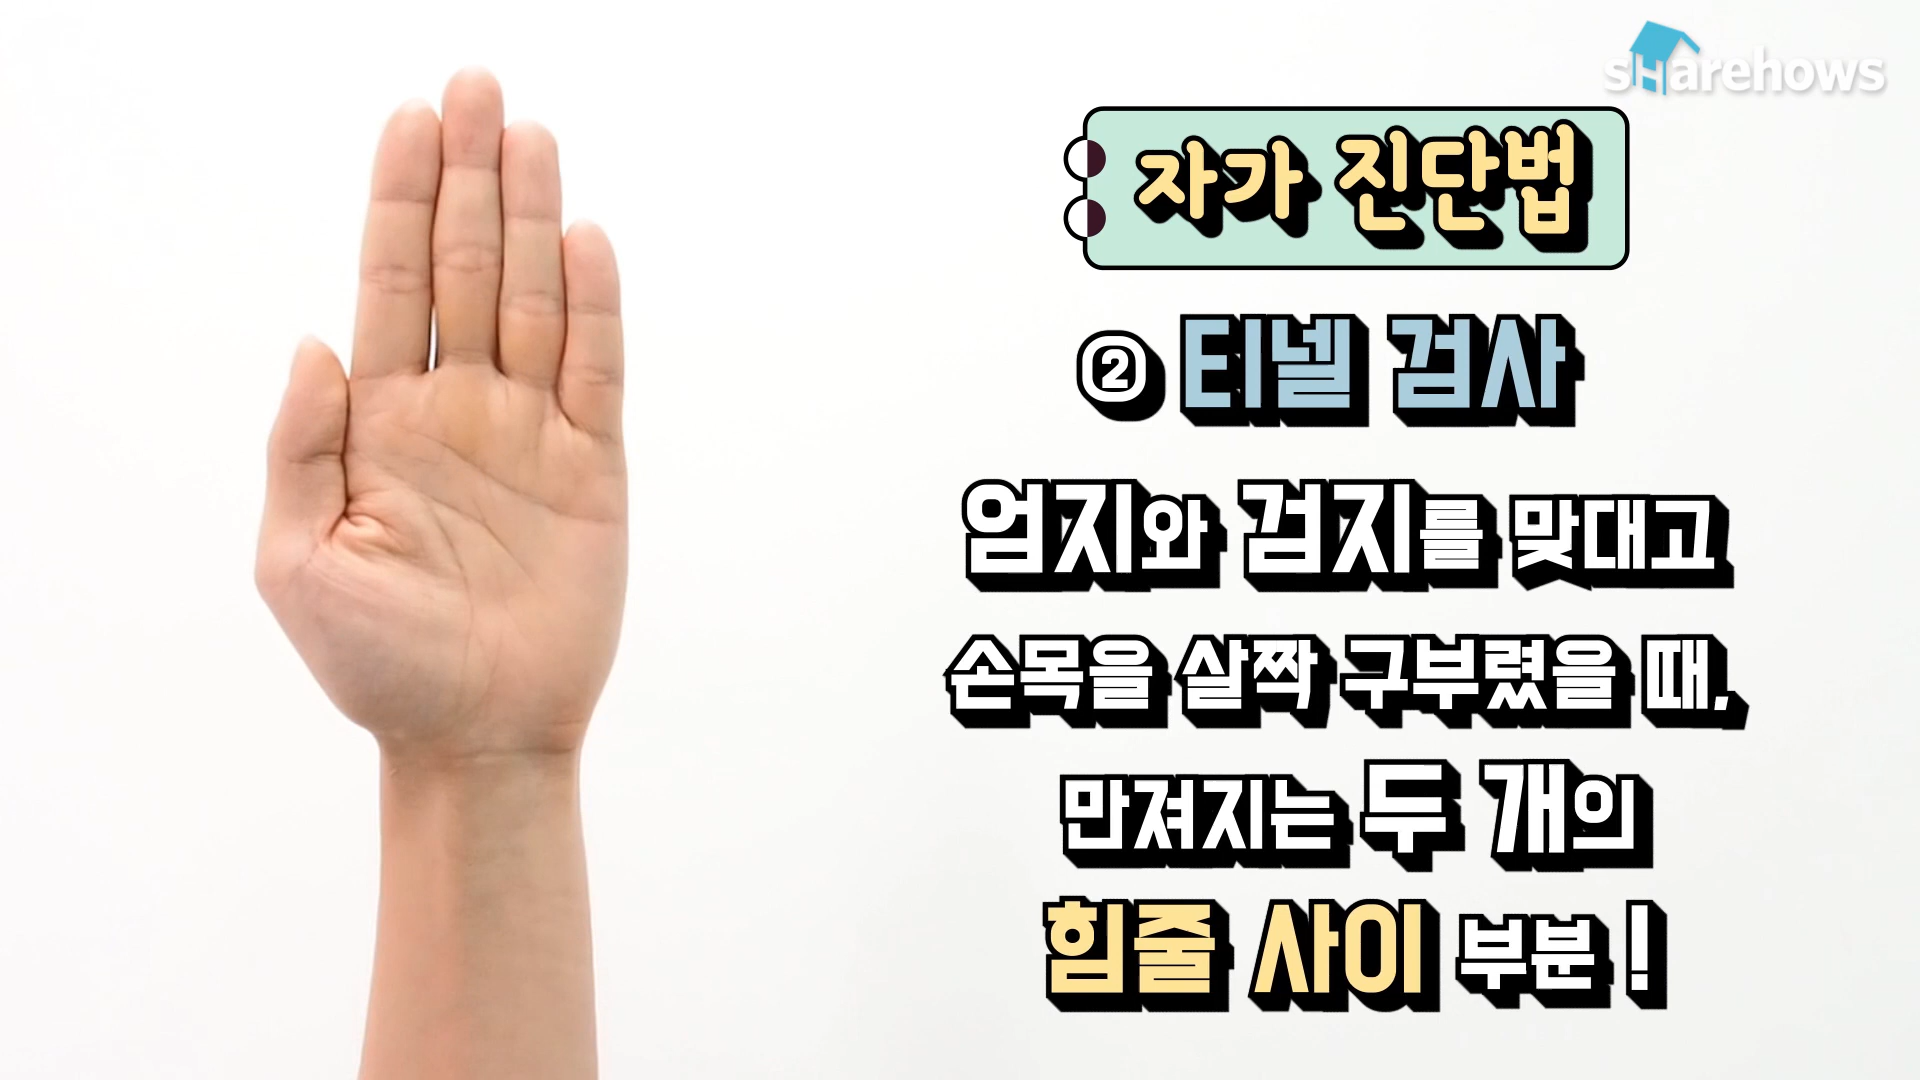 sHarehows
자가 진단법
② 티넬 검사
엄지와 검지를 맞대고
손목을 살짝 구부렸을 때,
만져지는 두 개의
힘줄 사이 부분!